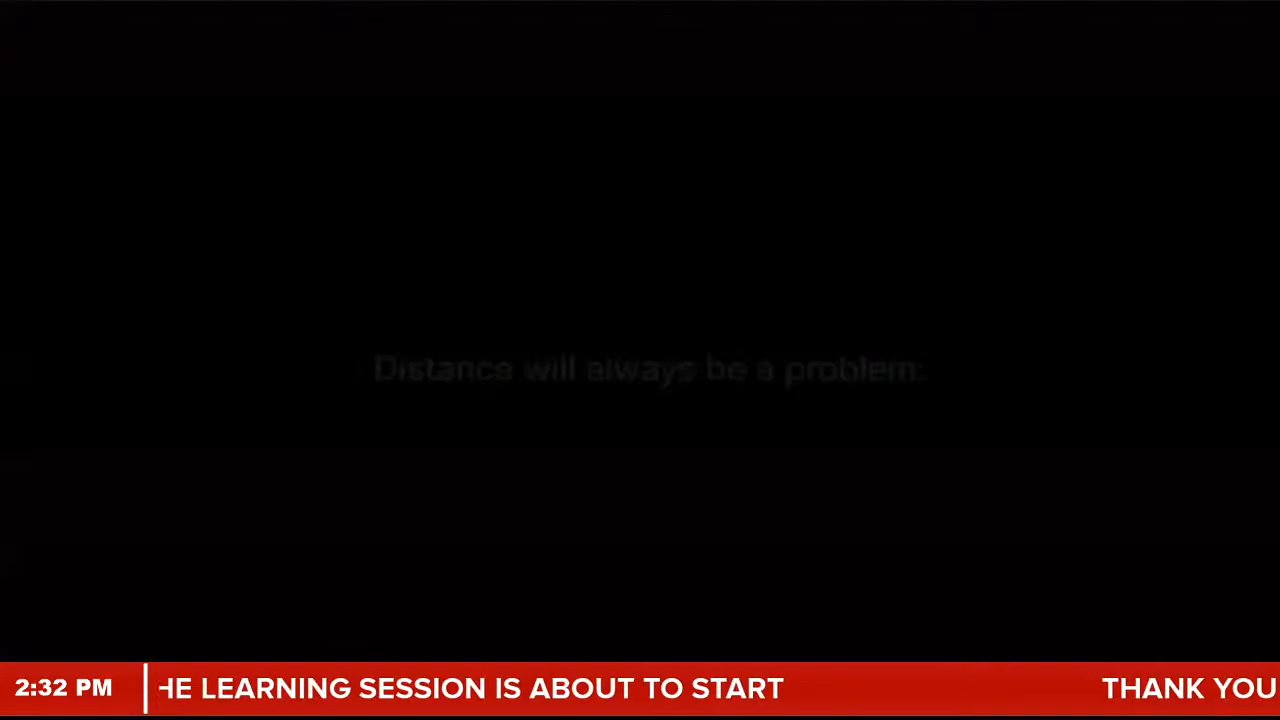 Distance will always be a problem.
2:32 PM
HE LEARNING SESSION IS ABOUT TO START
THANK YOU